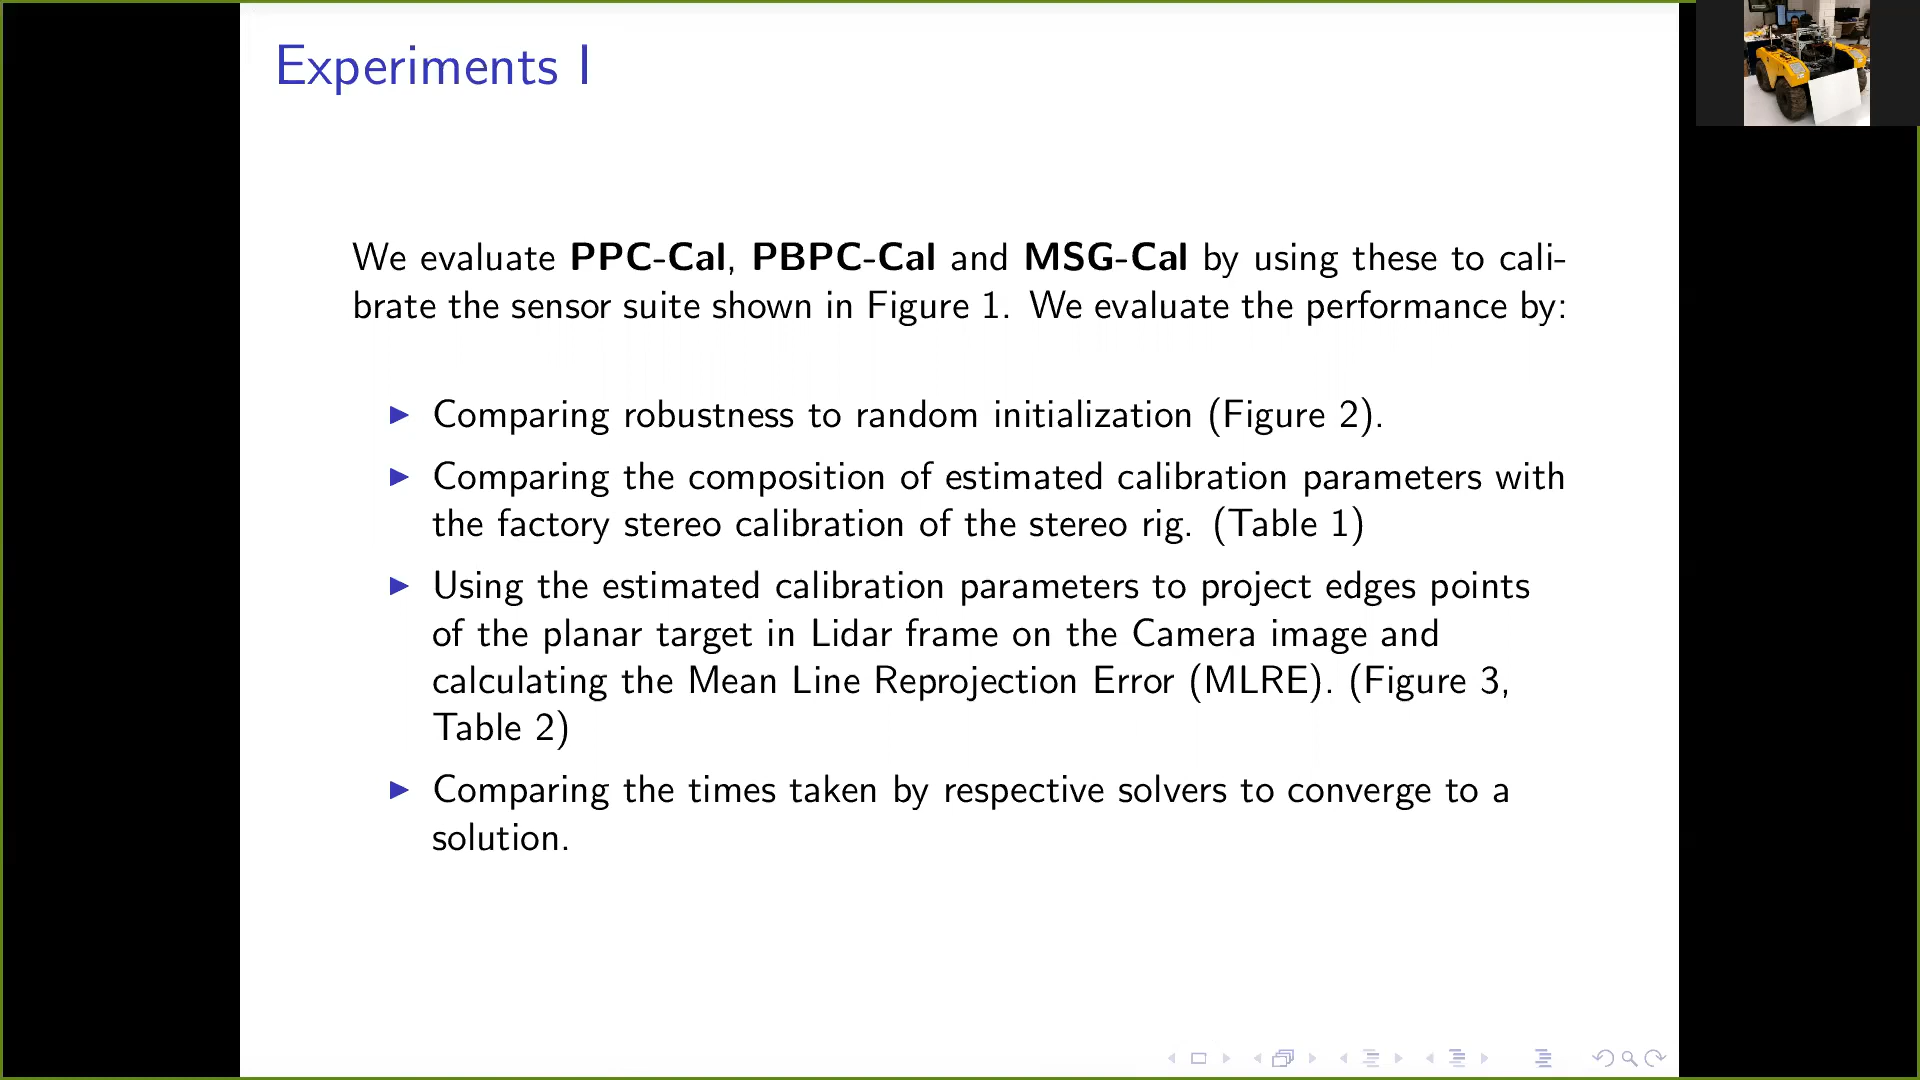 Experiments I
We evaluate PPC-Cal, PBPC-Cal and MSG-Cal by using these to cali-
brate the sensor suite shown in Figure 1. We evaluate the performance by:
▶ Comparing robustness to random initialization (Figure 2).
▶ Comparing the composition of estimated calibration parameters with
the factory stereo calibration of the stereo rig. (Table 1)
▶ Using the estimated calibration parameters to project edges points
of the planar target in Lidar frame on the Camera image and
calculating the Mean Line Reprojection Error (MLRE). (Figure 3,
Table 2)
▶ Comparing the times taken by respective solvers to converge to a
solution.